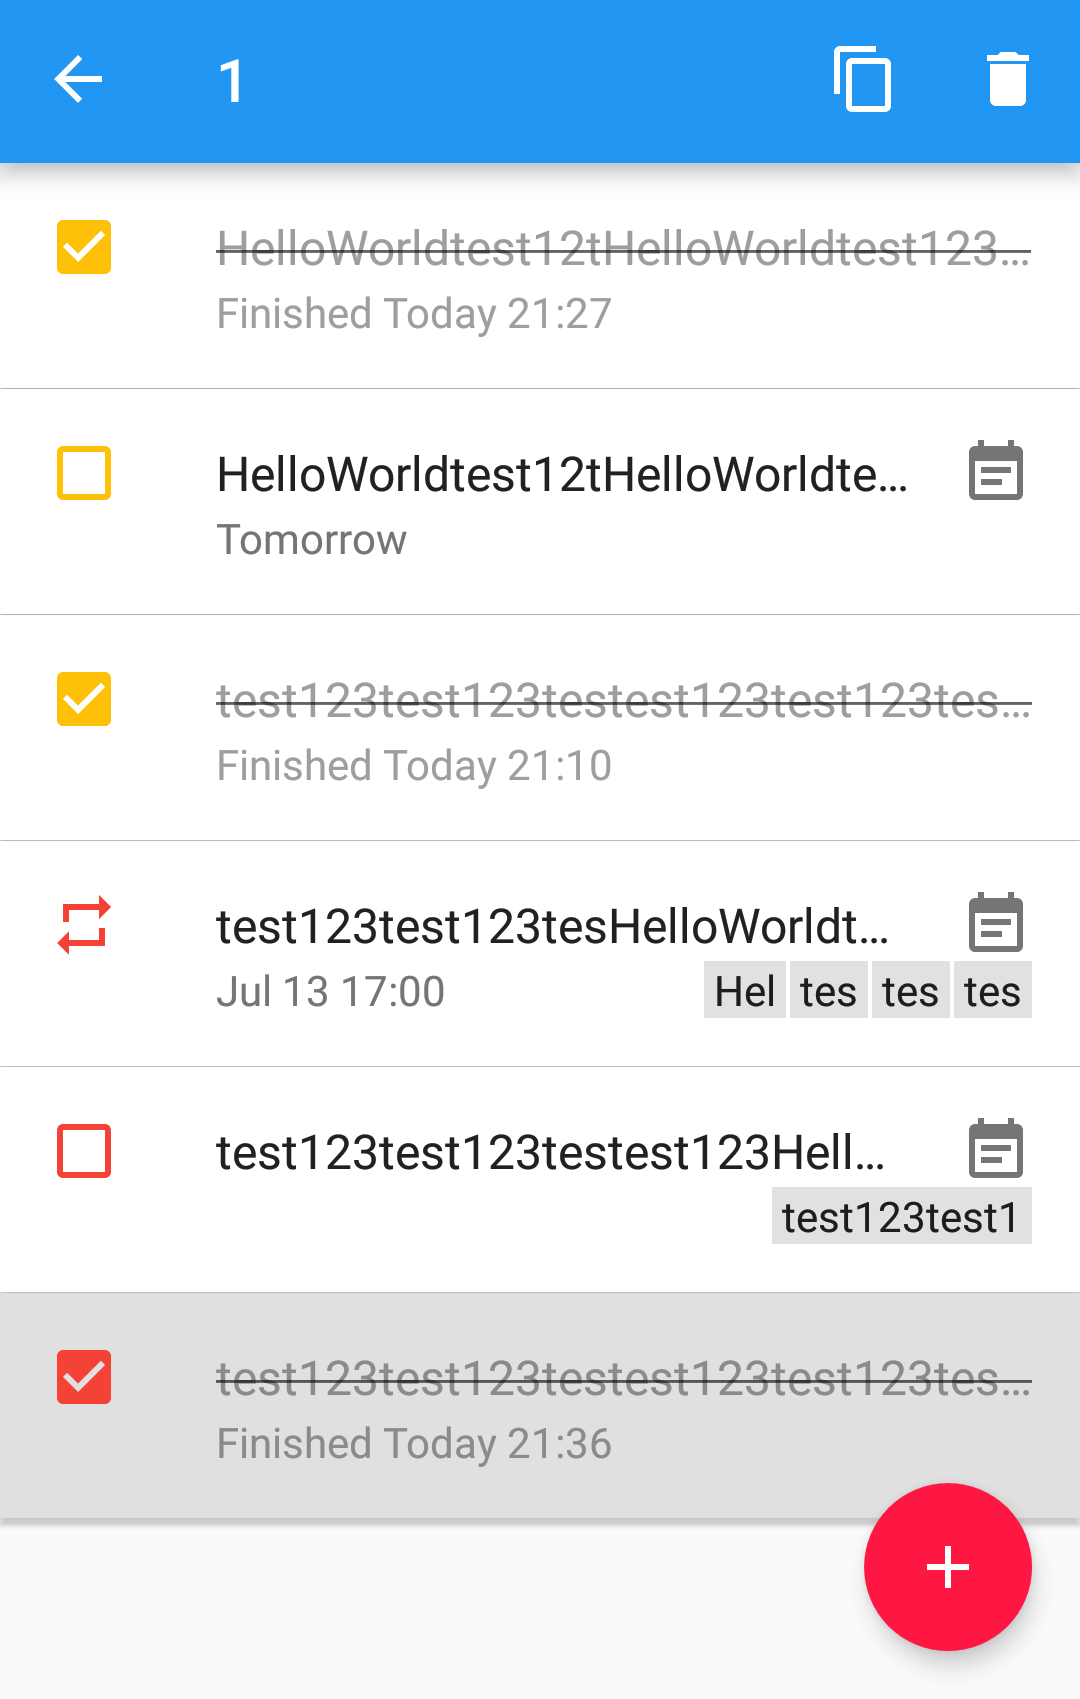 1
HelloWorldtest12tHelloWorldtest123...
Finished Today 21:27
HelloWorldtest12tHelloWorldte...
Tomorrow
test123test123testest123test123tes...
Finished Today 21:10
test123test123tesHelloWorldt...
Jul 13 17:00 Hel tes tes tes
test123test123testest123Hell...
test123test1
test123test123testest123test123tes...
Finished Today 21:36